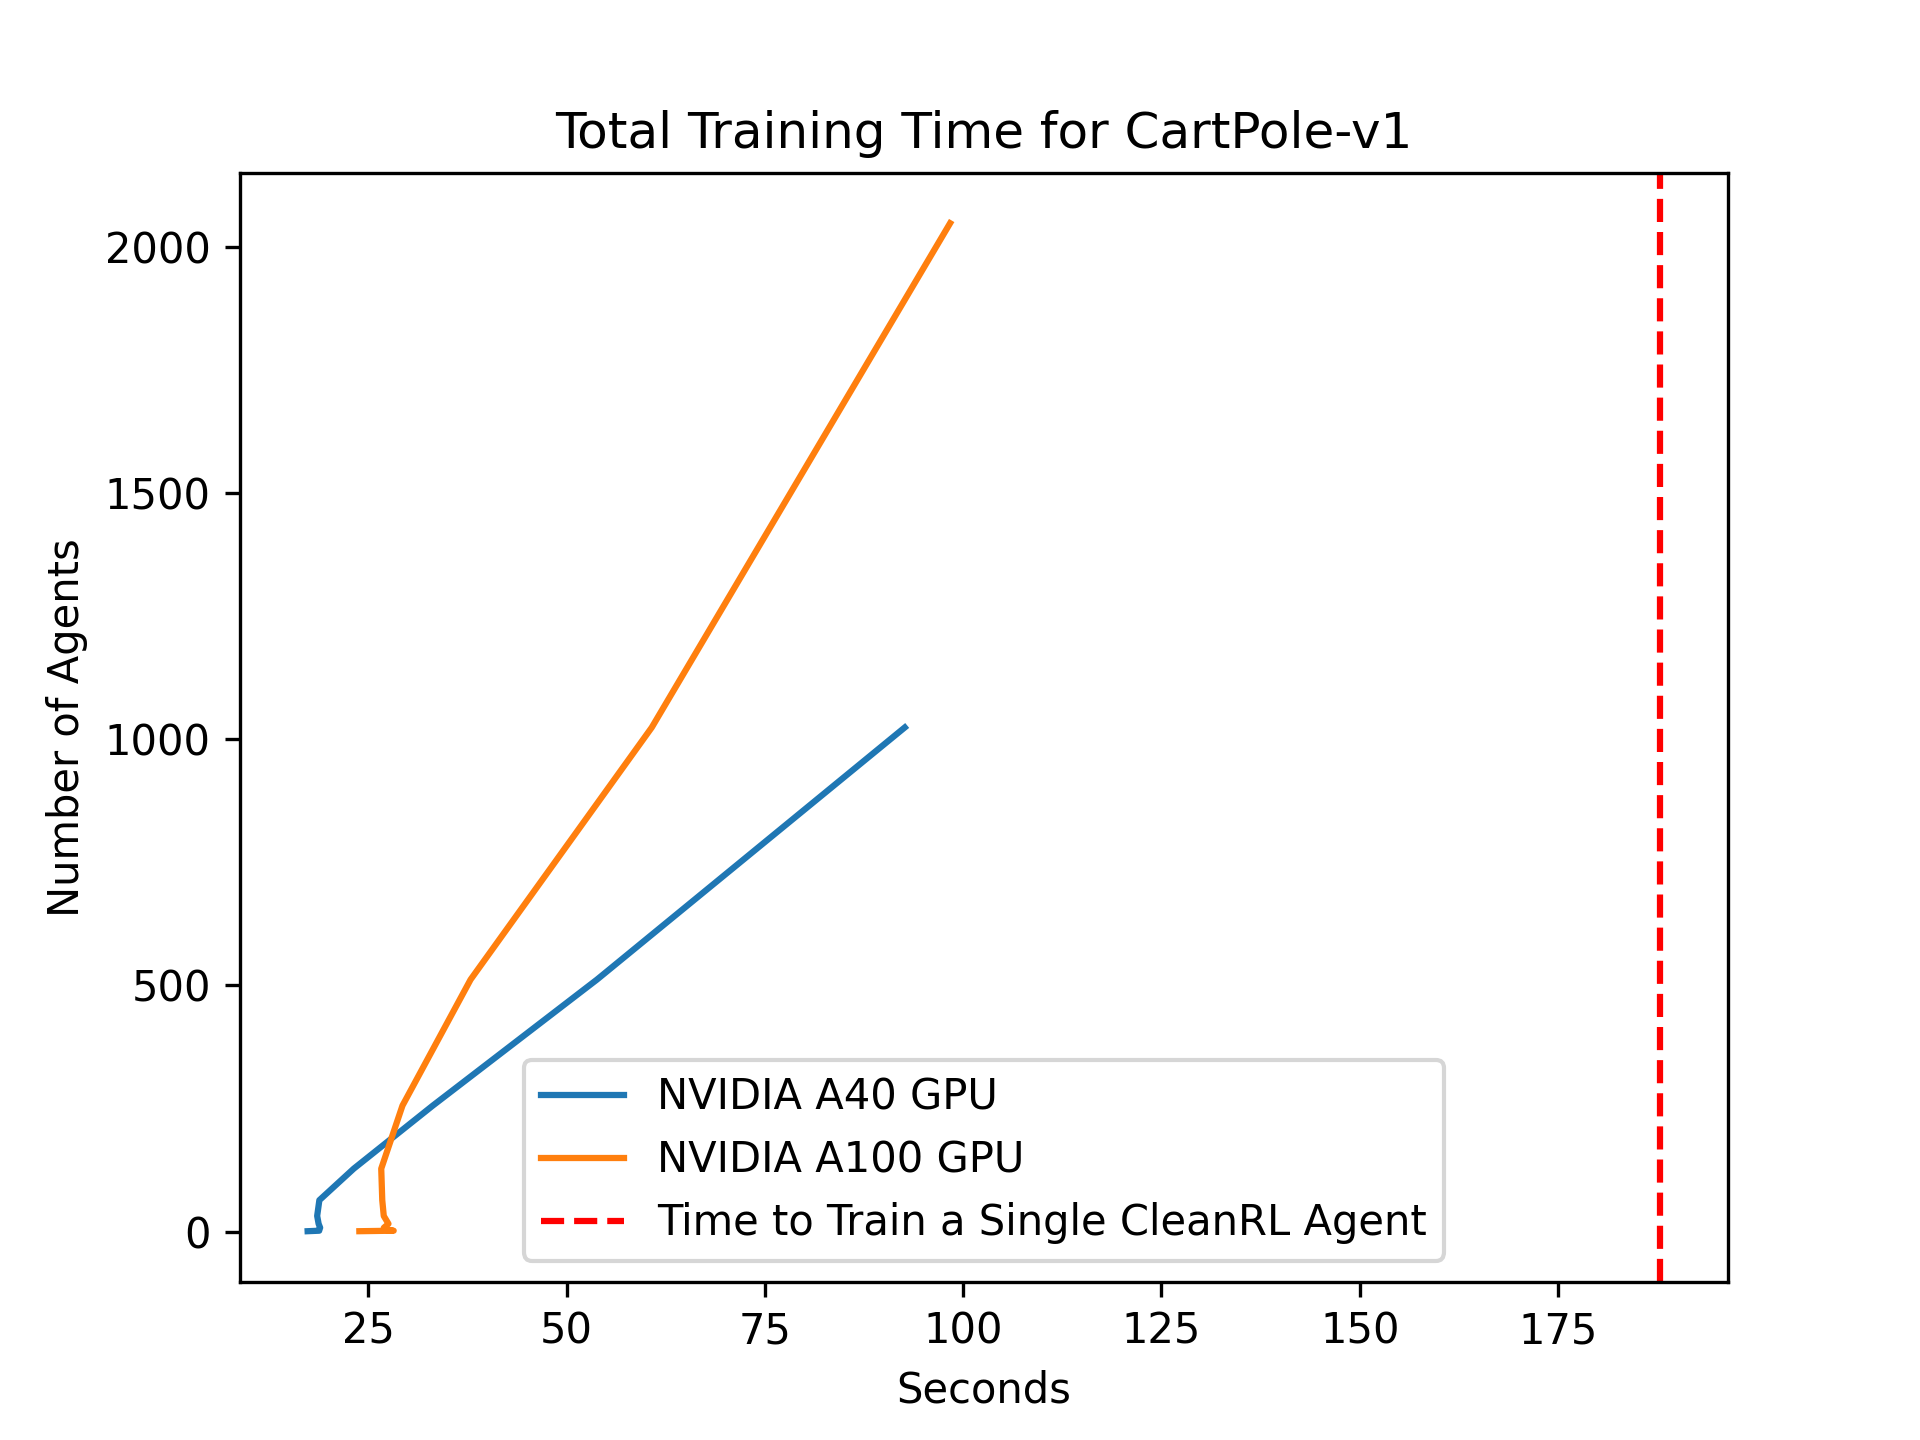 Total Training Time for CartPole-v1
Number of Agents
2000
1500
1000
500
0
NVIDIA A40 GPU
NVIDIA A100 GPU
Time to Train a Single CleanRL Agent
25 50 75 100 125 150 175
Seconds